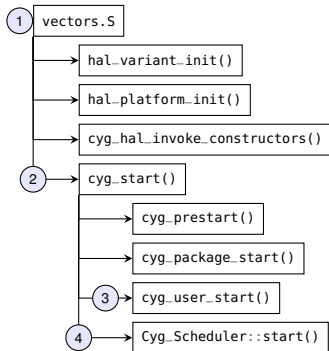 1 vectors.S
hal_variant_init()
hal_platform_init()
cyg_hal_invoke_constructors()
2 cyg_start()
cyg_prestart()
cyg_package_start()
3 cyg_user_start()
4 Cyg_Scheduler::start()